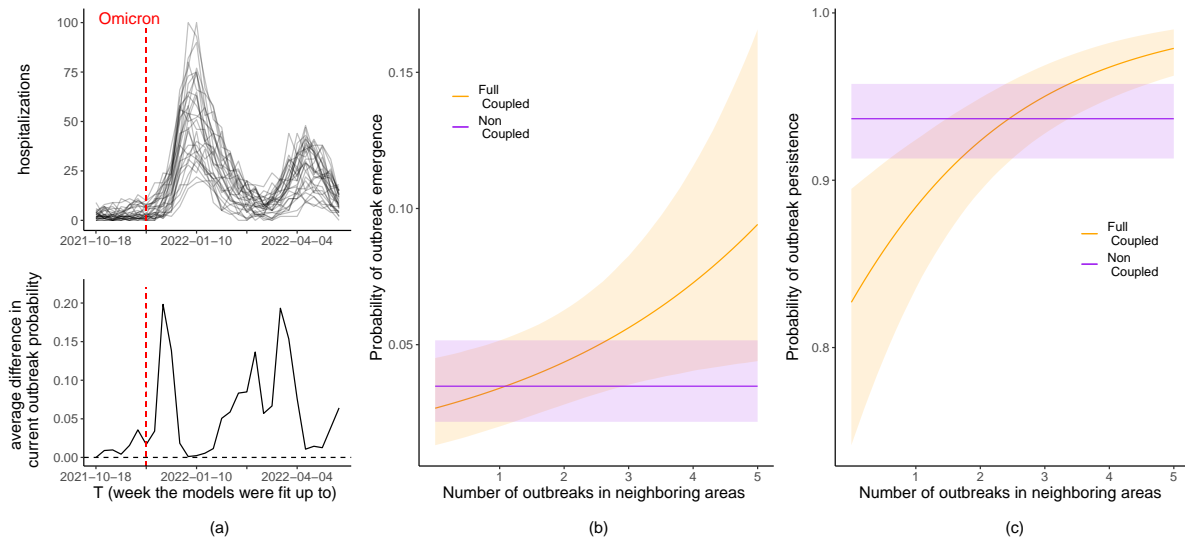 Omicron
100
75
50
25
0
hospitalizations
2021−10−18
2022−01−10
2022−04−04
0.20
0.15
0.10
0.05
0.00
average difference in
current outbreak probability
2021−10−18
2022−01−10
2022−04−04
T (week the models were fit up to)
(a)
Probability of outbreak emergence
0.15
0.10
0.05
Full
Coupled
Non
Coupled
1
2
3
4
5
Number of outbreaks in neighboring areas
(b)
Probability of outbreak persistence
1.0
0.9
0.8
Full
Coupled
Non
Coupled
1
2
3
4
5
Number of outbreaks in neighboring areas
(c)